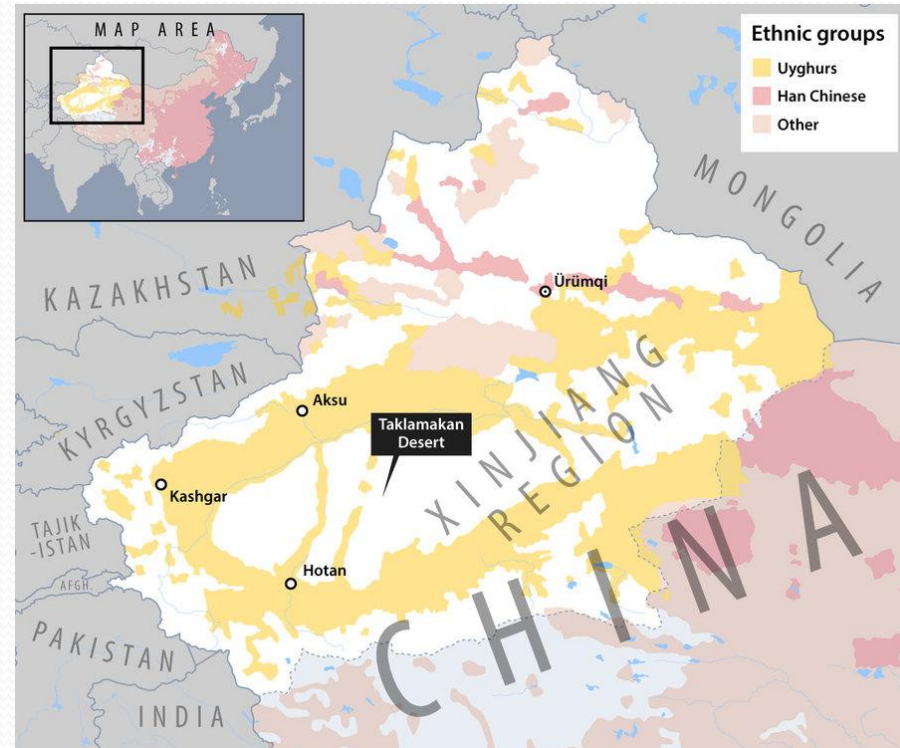 MAP AREA
Ethnic groups
Uyghurs
Han Chinese
Other
MONGOLIA
KAZAKHSTAN
Ürümqi
KYRGYZSTAN
Aksu
Taklamakan
Desert
XINJIANG
REGION
Kashgar
TAJIK
-ISTAN
Hotan
AFGH.
CHINA
PAKISTAN
INDIA